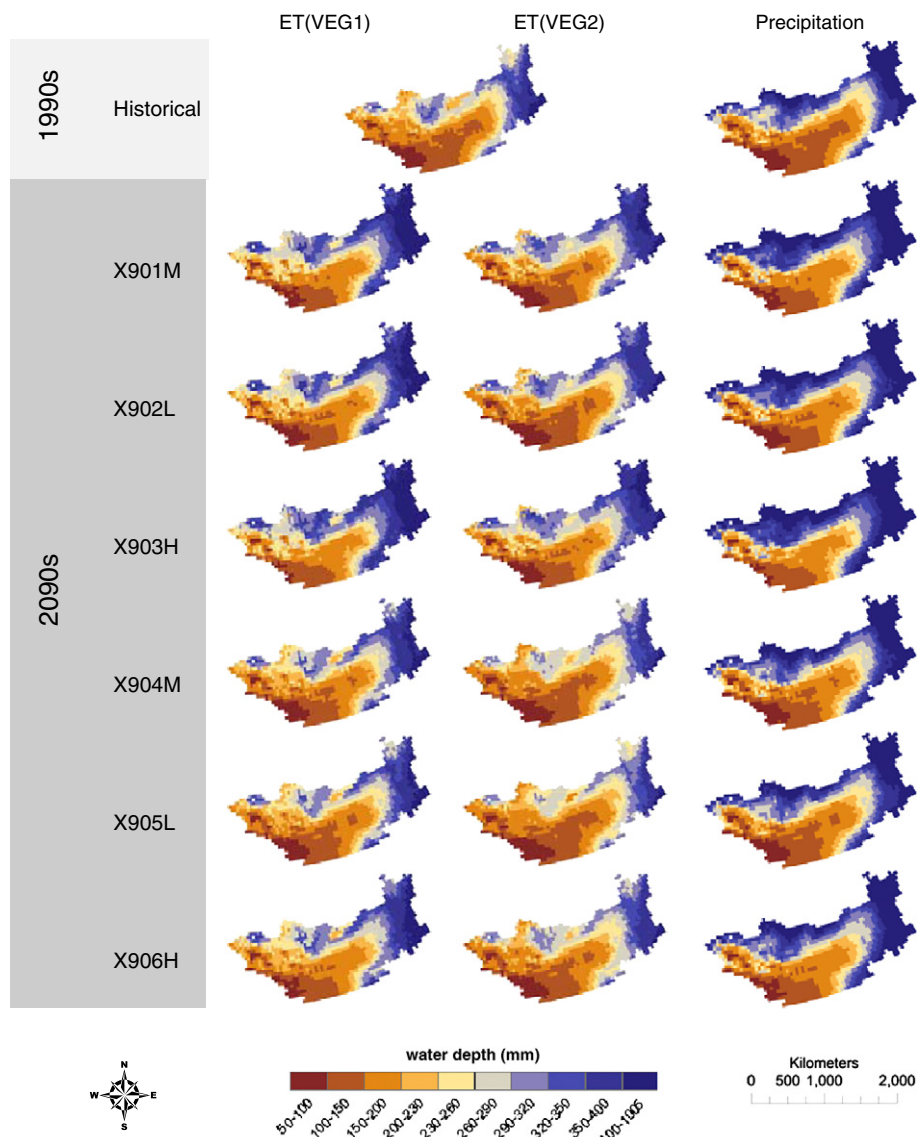 ET(VEG1) ET(VEG2) Precipitation
1990s
Historical
2090s
X901M
X902L
X903H
X904M
X905L
X906H
N
W E
S
water depth (mm)
50-100 100-150 150-200 200-230 230-260 260-290 290-320 320-350 350-400
Kilometers
0 500 1,000 2,000